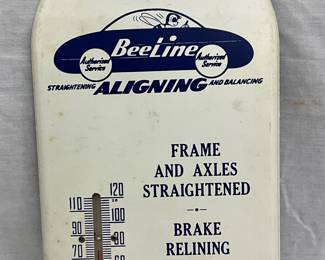 BeeLine
Authorized Service
Authorized Service
STRAIGHTENING ALIGNING AND BALANCING
FRAME
AND AXLES
STRAIGHTENED
BRAKE
RELINING
120
110
100
90
80
70